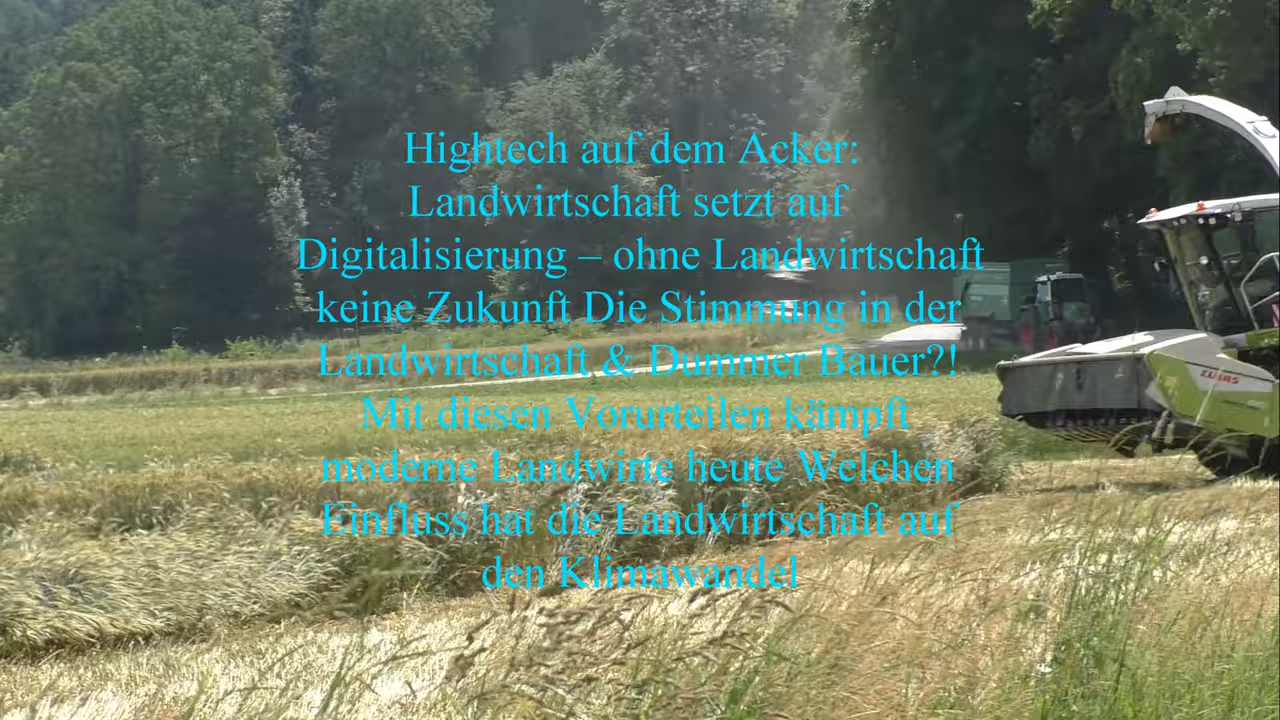 Hightech auf dem Acker:
Landwirtschaft setzt auf
Digitalisierung – ohne Landwirtschaft
keine Zukunft Die Stimmung in der
Landwirtschaft & Dummer Bauer?!
Mit diesen Vorurteilen kämpft
moderne Landwirte heute Welchen
Einfluss hat die Landwirtschaft auf
den Klimawandel
CLAAS